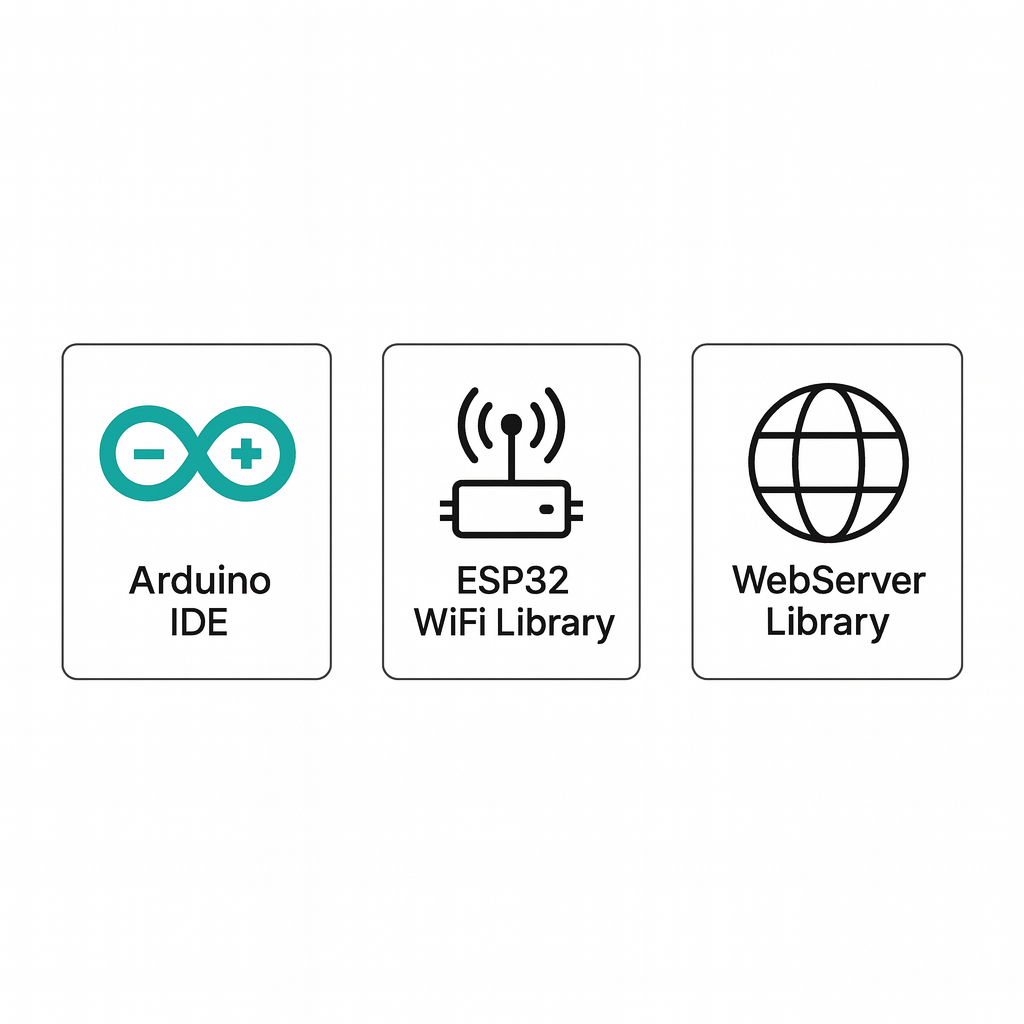 Arduino
IDE
ESP32
WiFi Library
WebServer
Library